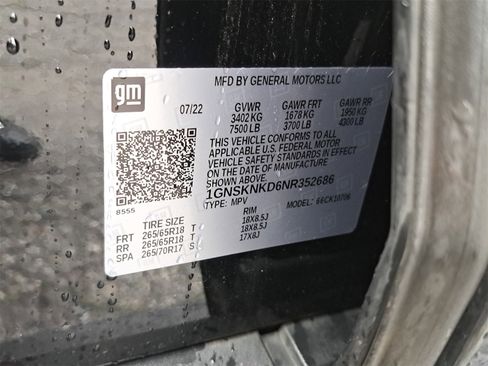 gm
MFD BY GENERAL MOTORS LLC
07/22 GVWR GAWR FRT GAWR RR
3402 KG 1678 KG 1950 KG
7500 LB 3700 LB 4300 LB
THIS VEHICLE CONFORMS TO ALL
APPLICABLE U.S. FEDERAL MOTOR
VEHICLE SAFETY STANDARDS IN EFFECT
ON THE DATE OF MANUFACTURE
1GNSKNKD6NR352686
TYPE: MPV MODEL: 66CK10706
8555
TIRE SIZE RIM
FRT 265/65R18 T 18X8.5J
RR 265/65R18 T 18X8.5J
SPA 265/70R17 S 17X8J